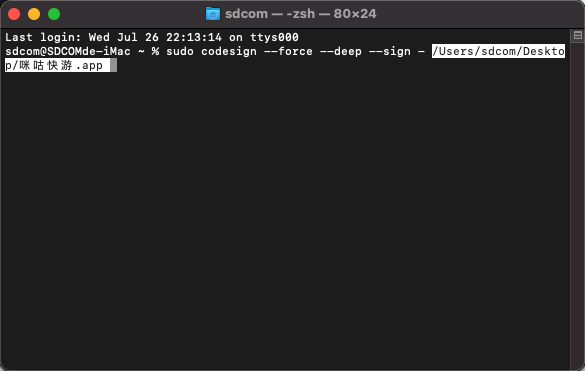 sdcom — -zsh — 80×24
Last login: Wed Jul 26 22:13:14 on ttys000
sdcom@SDCOMde-iMac ~ % sudo codesign --force --deep --sign - /Users/sdcom/Deskto
p/咪咕快游.app